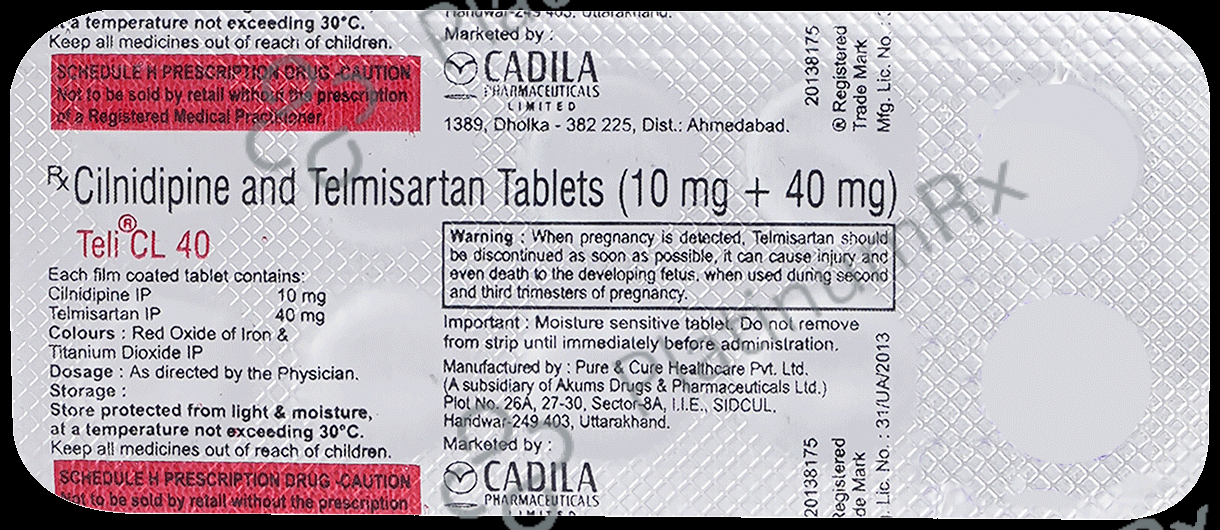 at a temperature not exceeding 30°C.
Keep all medicines out of reach of children.
SCHEDULE H PRESCRIPTION DRUG -CAUTION
Not to be sold by retail without the prescription
of a Registered Medical Practitioner.
Haridwar-249 403, Uttarakhand.
Marketed by :
CADILA
PHARMACEUTICALS
LIMITED
1389, Dholka - 382 225, Dist.: Ahmedabad.
20138175
® Registered
Trade Mark
Mfg. Lic. No. :
Rx Cilnidipine and Telmisartan Tablets (10 mg + 40 mg)
Teli® CL 40
Each film coated tablet contains:
Cilnidipine IP 10 mg
Telmisartan IP 40 mg
Colours : Red Oxide of Iron &
Titanium Dioxide IP
Dosage : As directed by the Physician.
Storage :
Store protected from light & moisture,
at a temperature not exceeding 30°C.
Keep all medicines out of reach of children.
SCHEDULE H PRESCRIPTION DRUG -CAUTION
Not to be sold by retail without the prescription
Warning : When pregnancy is detected, Telmisartan should
be discontinued as soon as possible, it can cause injury and
even death to the developing fetus, when used during second
and third trimesters of pregnancy.
Important : Moisture sensitive tablet. Do not remove
from strip until immediately before administration.
Manufactured by : Pure & Cure Healthcare Pvt. Ltd.
(A subsidiary of Akums Drugs & Pharmaceuticals Ltd.)
Plot No. 26A, 27-30, Sector-8A, I.I.E., SIDCUL,
Haridwar-249 403, Uttarakhand.
Marketed by :
CADILA
PHARMACEUTICALS
LIMITED
20138175
Registered
de Mark
. Lic. No. : 31/UA/2013
PlatinumRx